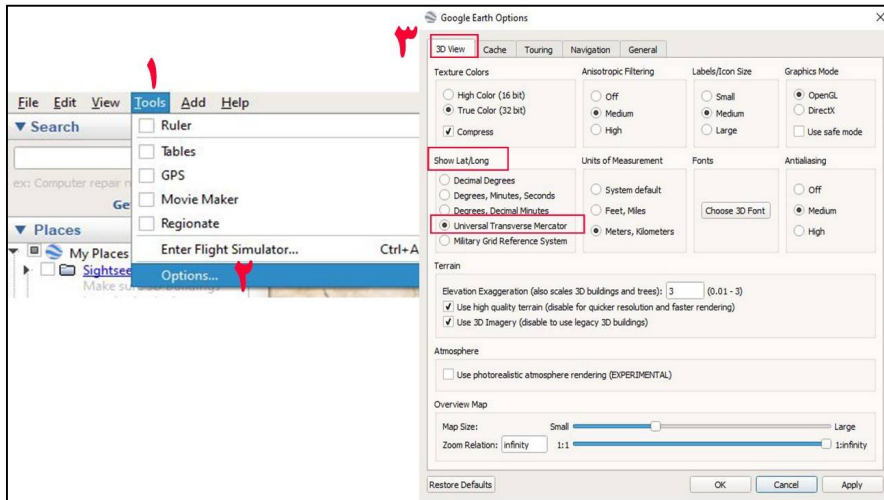 ۱
File Edit View Tools Add Help
Search
ex: Computer repair n
Ge
Places
My Places
Sightsee
Make su 3D Buildings
Ruler
Tables
GPS
Movie Maker
Regionate
Enter Flight Simulator... Ctrl+A
Options...
۲
۳
Google Earth Options
3D View Cache Touring Navigation General
Texture Colors
High Color (16 bit)
True Color (32 bit)
Compress
Anisotropic Filtering
Off
Medium
High
Labels/Icon Size
Small
Medium
Large
Graphics Mode
OpenGL
DirectX
Use safe mode
Show Lat/Long
Decimal Degrees
Degrees, Minutes, Seconds
Degrees, Decimal Minutes
Universal Transverse Mercator
Military Grid Reference System
Units of Measurement
System default
Feet, Miles
Meters, Kilometers
Fonts
Choose 3D Font
Antialiasing
Off
Medium
High
Terrain
Elevation Exaggeration (also scales 3D buildings and trees): 3 (0.01 - 3)
Use high quality terrain (disable for quicker resolution and faster rendering)
Use 3D Imagery (disable to use legacy 3D buildings)
Atmosphere
Use photorealistic atmosphere rendering (EXPERIMENTAL)
Overview Map
Map Size: Small Large
Zoom Relation: infinity 1:1 1:infinity
Restore Defaults OK Cancel Apply